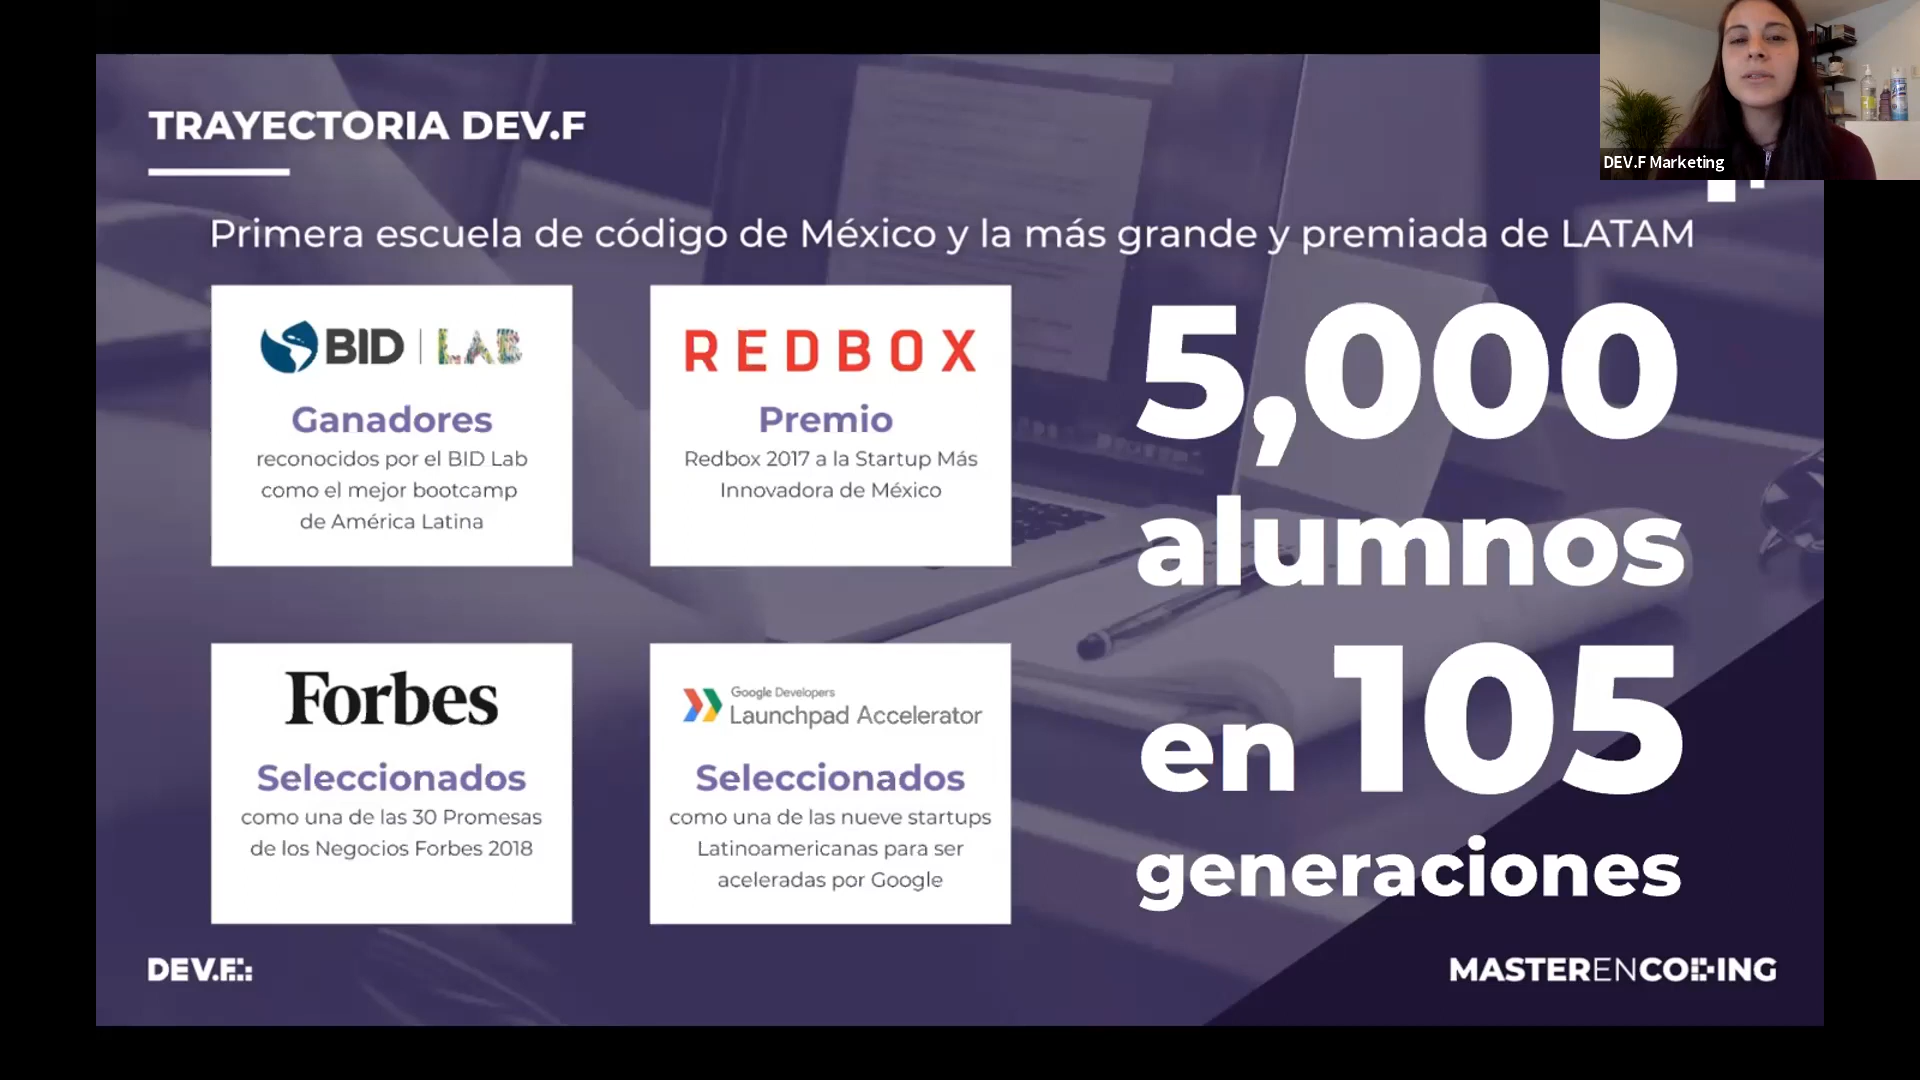 TRAYECTORIA DEV.F
DEV.F Marketing
Primera escuela de código de México y la más grande y premiada de LATAM
BID | LAB
Ganadores
reconocidos por el BID Lab
como el mejor bootcamp
de América Latina
REDBOX
Premio
Redbox 2017 a la Startup Más
Innovadora de México
Forbes
Seleccionados
como una de las 30 Promesas
de los Negocios Forbes 2018
Google Developers
Launchpad Accelerator
Seleccionados
como una de las nueve startups
Latinoamericanas para ser
aceleradas por Google
5,000
alumnos
en 105
generaciones
DEV.F.:
MASTERENCODING